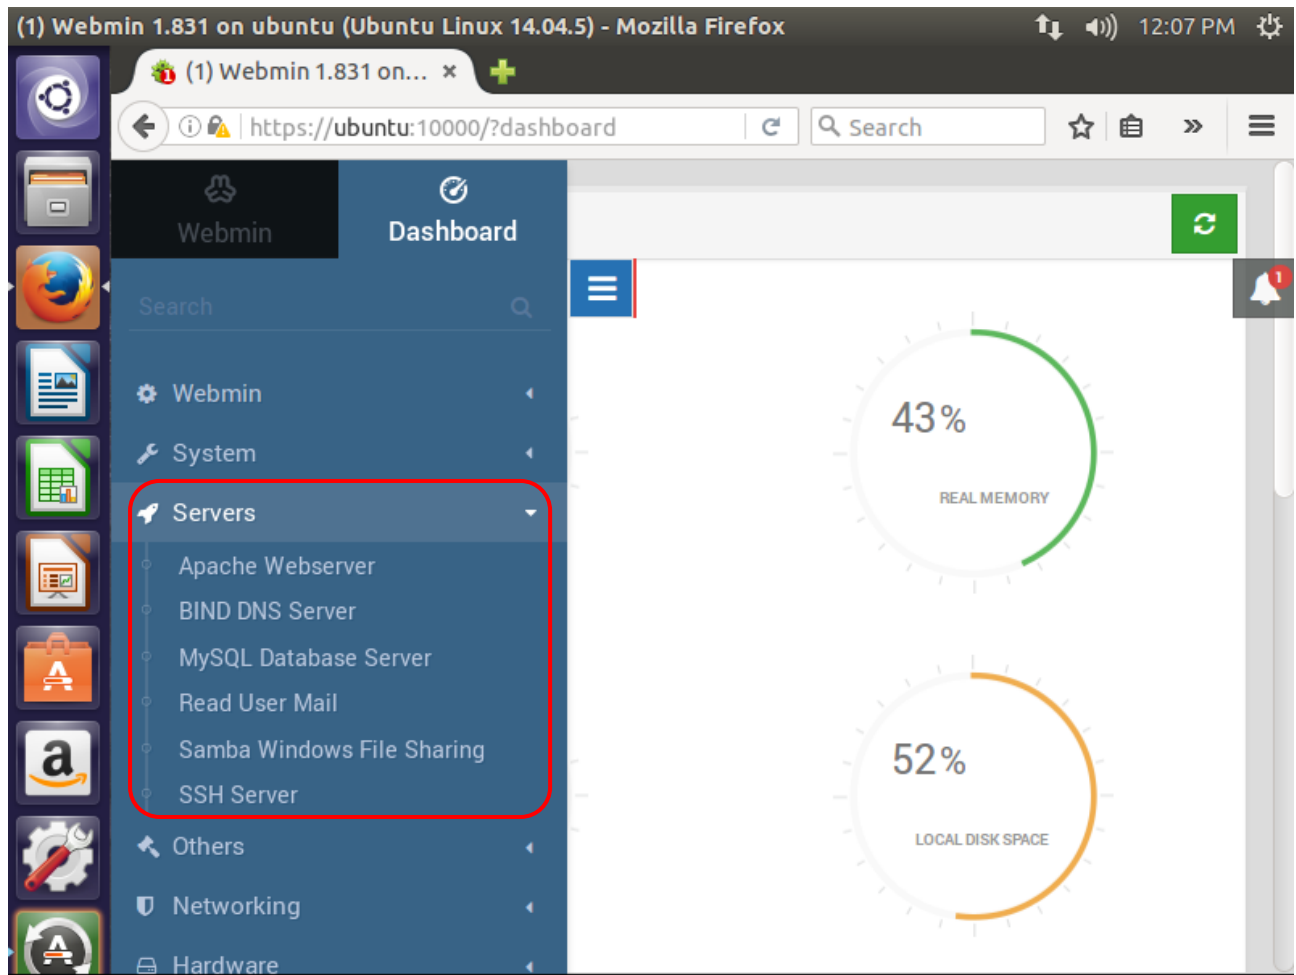 (1) Webmin 1.831 on ubuntu (Ubuntu Linux 14.04.5) - Mozilla Firefox
12:07 PM
(1) Webmin 1.831 on...
https://ubuntu:10000/?dashboard
Search
Webmin
Dashboard
1
Search
Webmin
System
Servers
Apache Webserver
BIND DNS Server
MySQL Database Server
Read User Mail
Samba Windows File Sharing
SSH Server
Others
Networking
Hardware
43%
REAL MEMORY
52%
LOCAL DISK SPACE